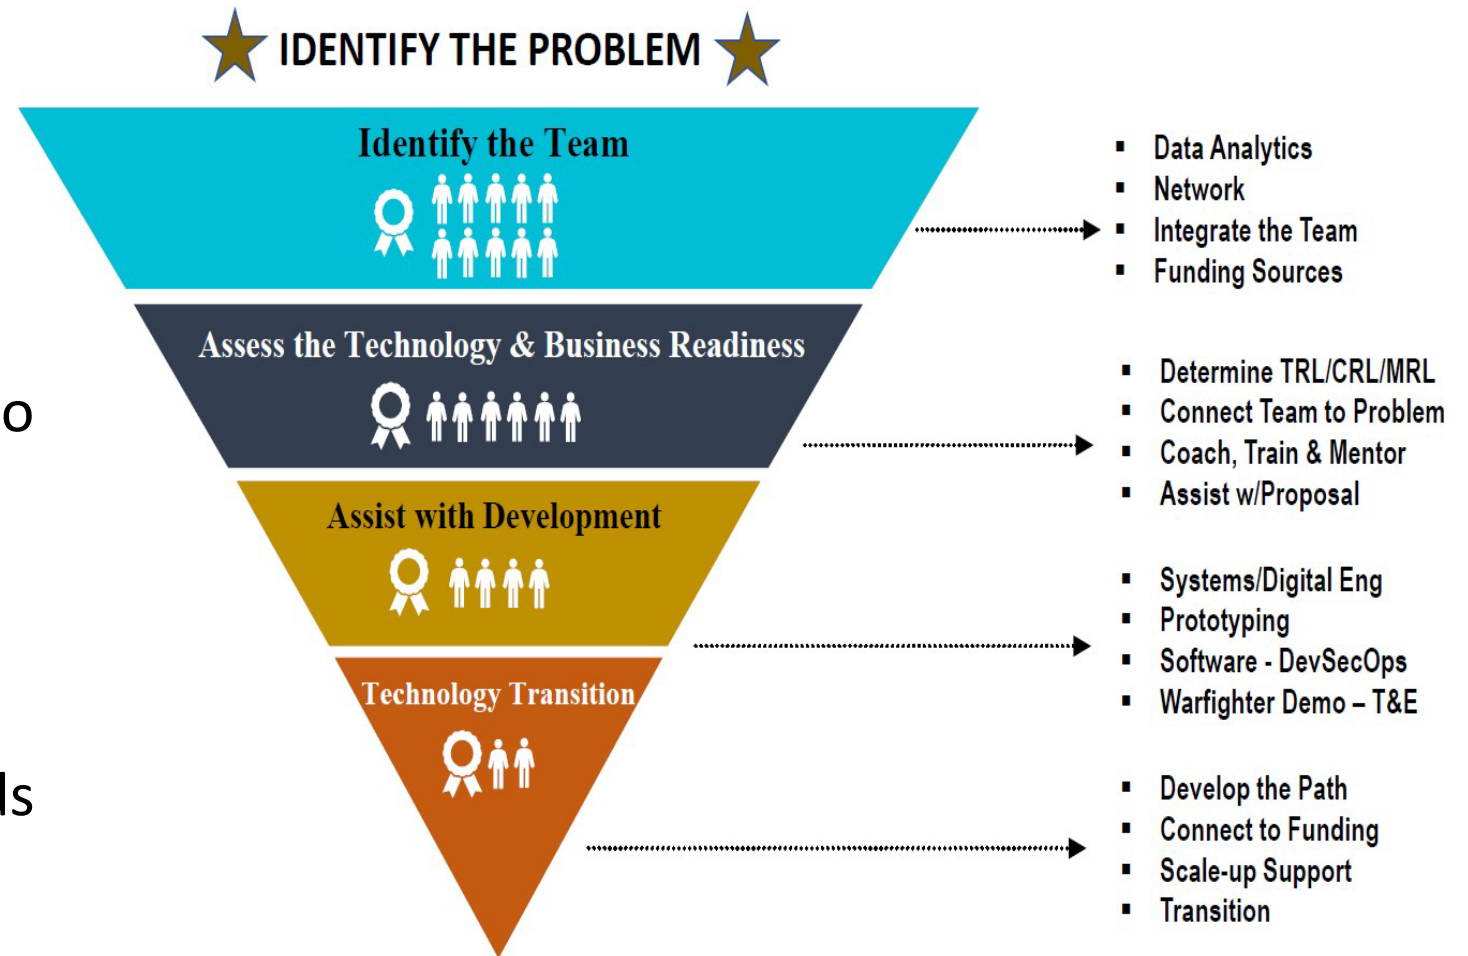 IDENTIFY THE PROBLEM
Identify the Team
▪ Data Analytics
▪ Network
▪ Integrate the Team
▪ Funding Sources
Assess the Technology & Business Readiness
▪ Determine TRL/CRL/MRL
▪ Connect Team to Problem
▪ Coach, Train & Mentor
▪ Assist w/Proposal
Assist with Development
▪ Systems/Digital Eng
▪ Prototyping
▪ Software - DevSecOps
▪ Warfighter Demo – T&E
Technology Transition
▪ Develop the Path
▪ Connect to Funding
▪ Scale-up Support
▪ Transition